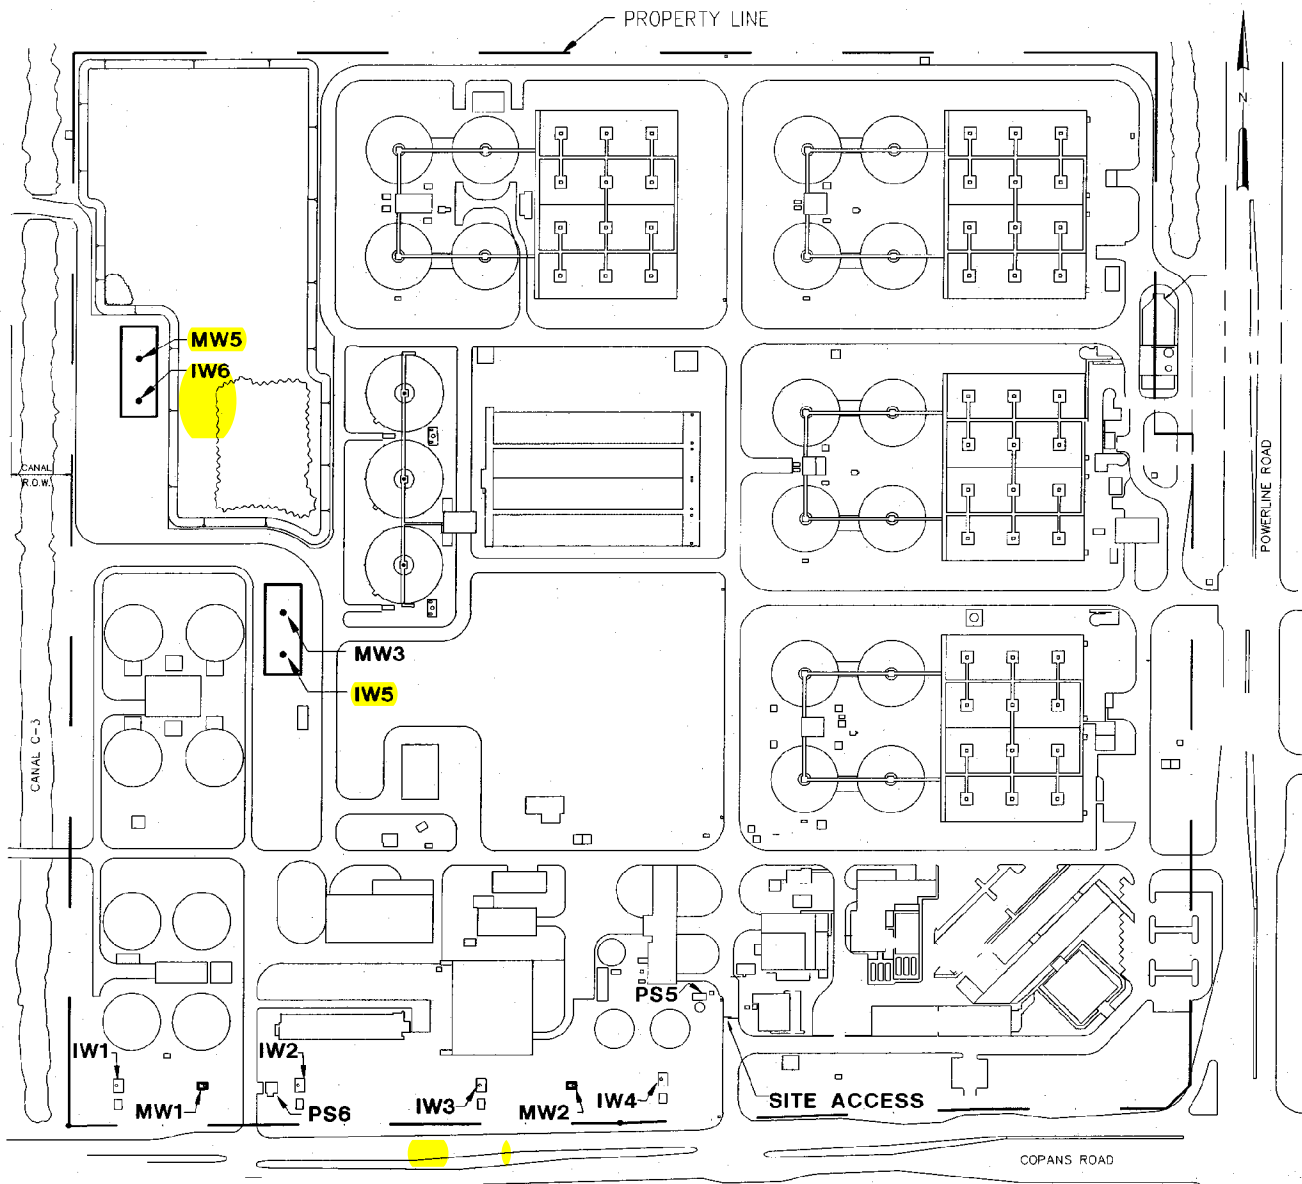 PROPERTY LINE
N
MW5
IW6
CANAL
R.O.W.
POWERLINE ROAD
MW3
IW5
CANAL C-3
PS5
IW1
IW2
MW1
PS6
IW3
MW2
IW4
SITE ACCESS
COPANS ROAD